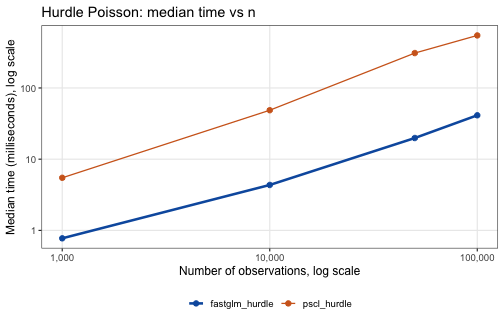 Hurdle Poisson: median time vs n
Median time (milliseconds), log scale
100
10
1
1,000
10,000
100,000
Number of observations, log scale
fastglm_hurdle
pscl_hurdle